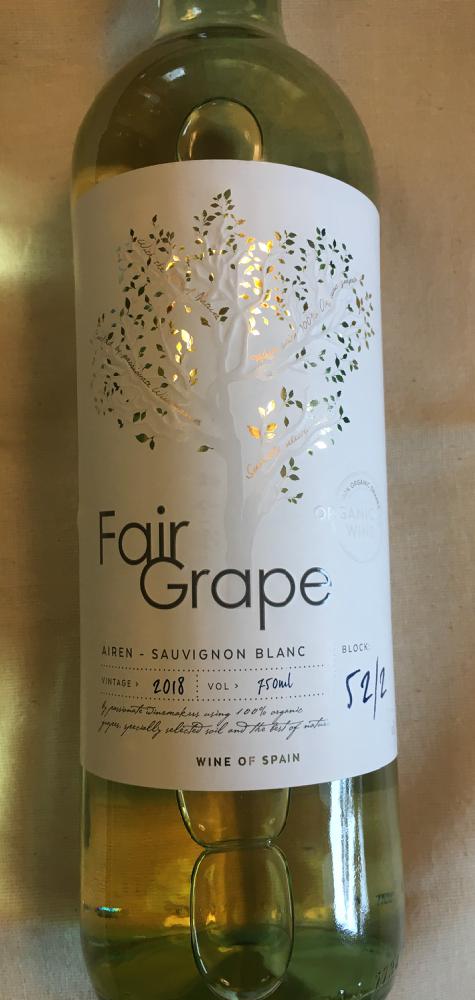 ORGANIC
WINE
Fair
Grape
AIREN - SAUVIGNON BLANC
BLOCK:
VINGTAGE > 2018 VOL > 750ml
52/2
by passionate winemakers using 100% organic
grapes, specially selected soil and the best of nature.
WINE OF SPAIN